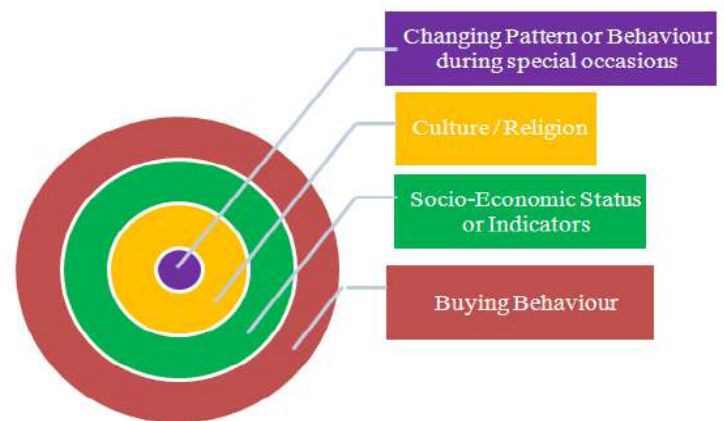 Changing Pattern or Behaviour
during special occasions
Culture / Religion
Socio-Economic Status
or Indicators
Buying Behaviour